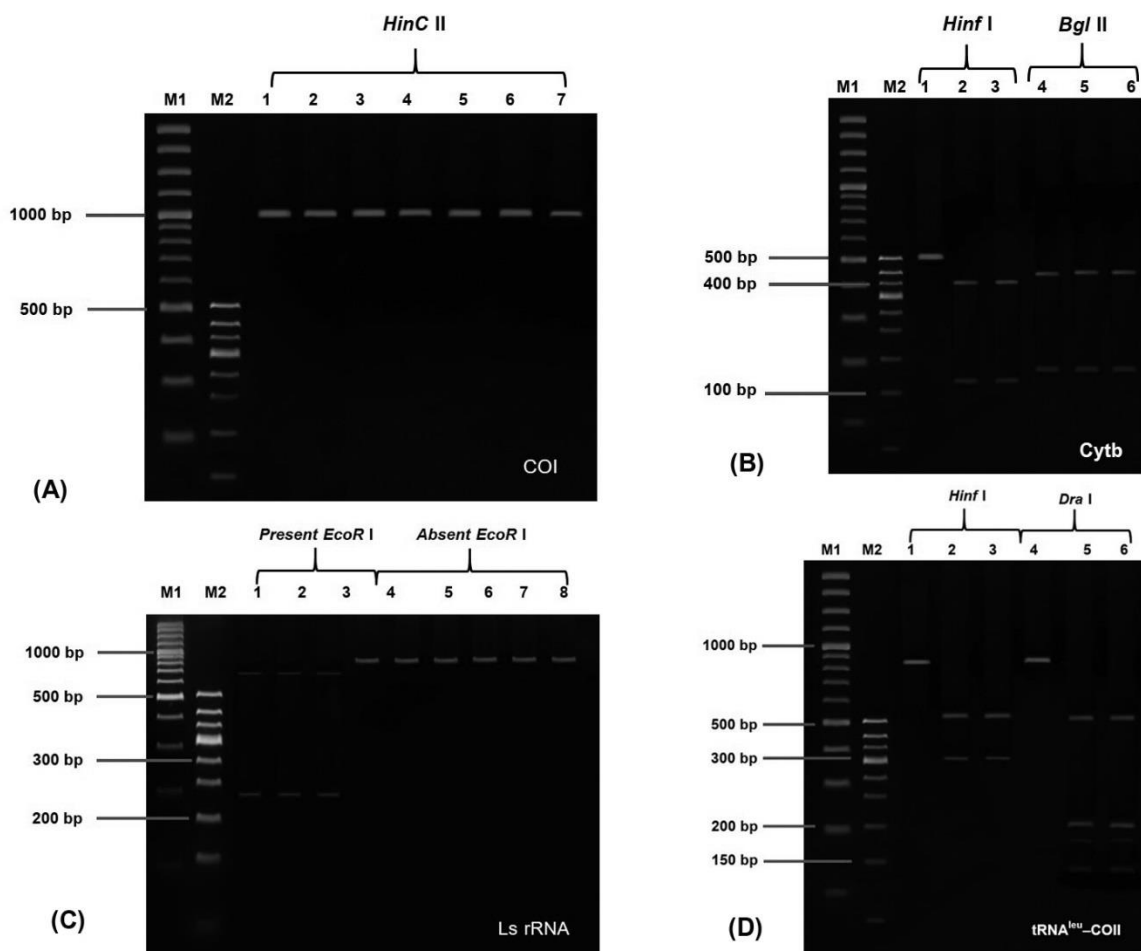 HinC II
M1 M2 1 2 3 4 5 6 7
1000 bp
500 bp
COI
(A)
Hinf I Bgl II
M1 M2 1 2 3 4 5 6
500 bp
400 bp
100 bp
Cytb
(B)
Present EcoR I Absent EcoR I
M1 M2 1 2 3 4 5 6 7 8
1000 bp
500 bp
300 bp
200 bp
Ls rRNA
(C)
Hinf I Dra I
M1 M2 1 2 3 4 5 6
1000 bp
500 bp
300 bp
200 bp
150 bp
tRNAleu–COII
(D)